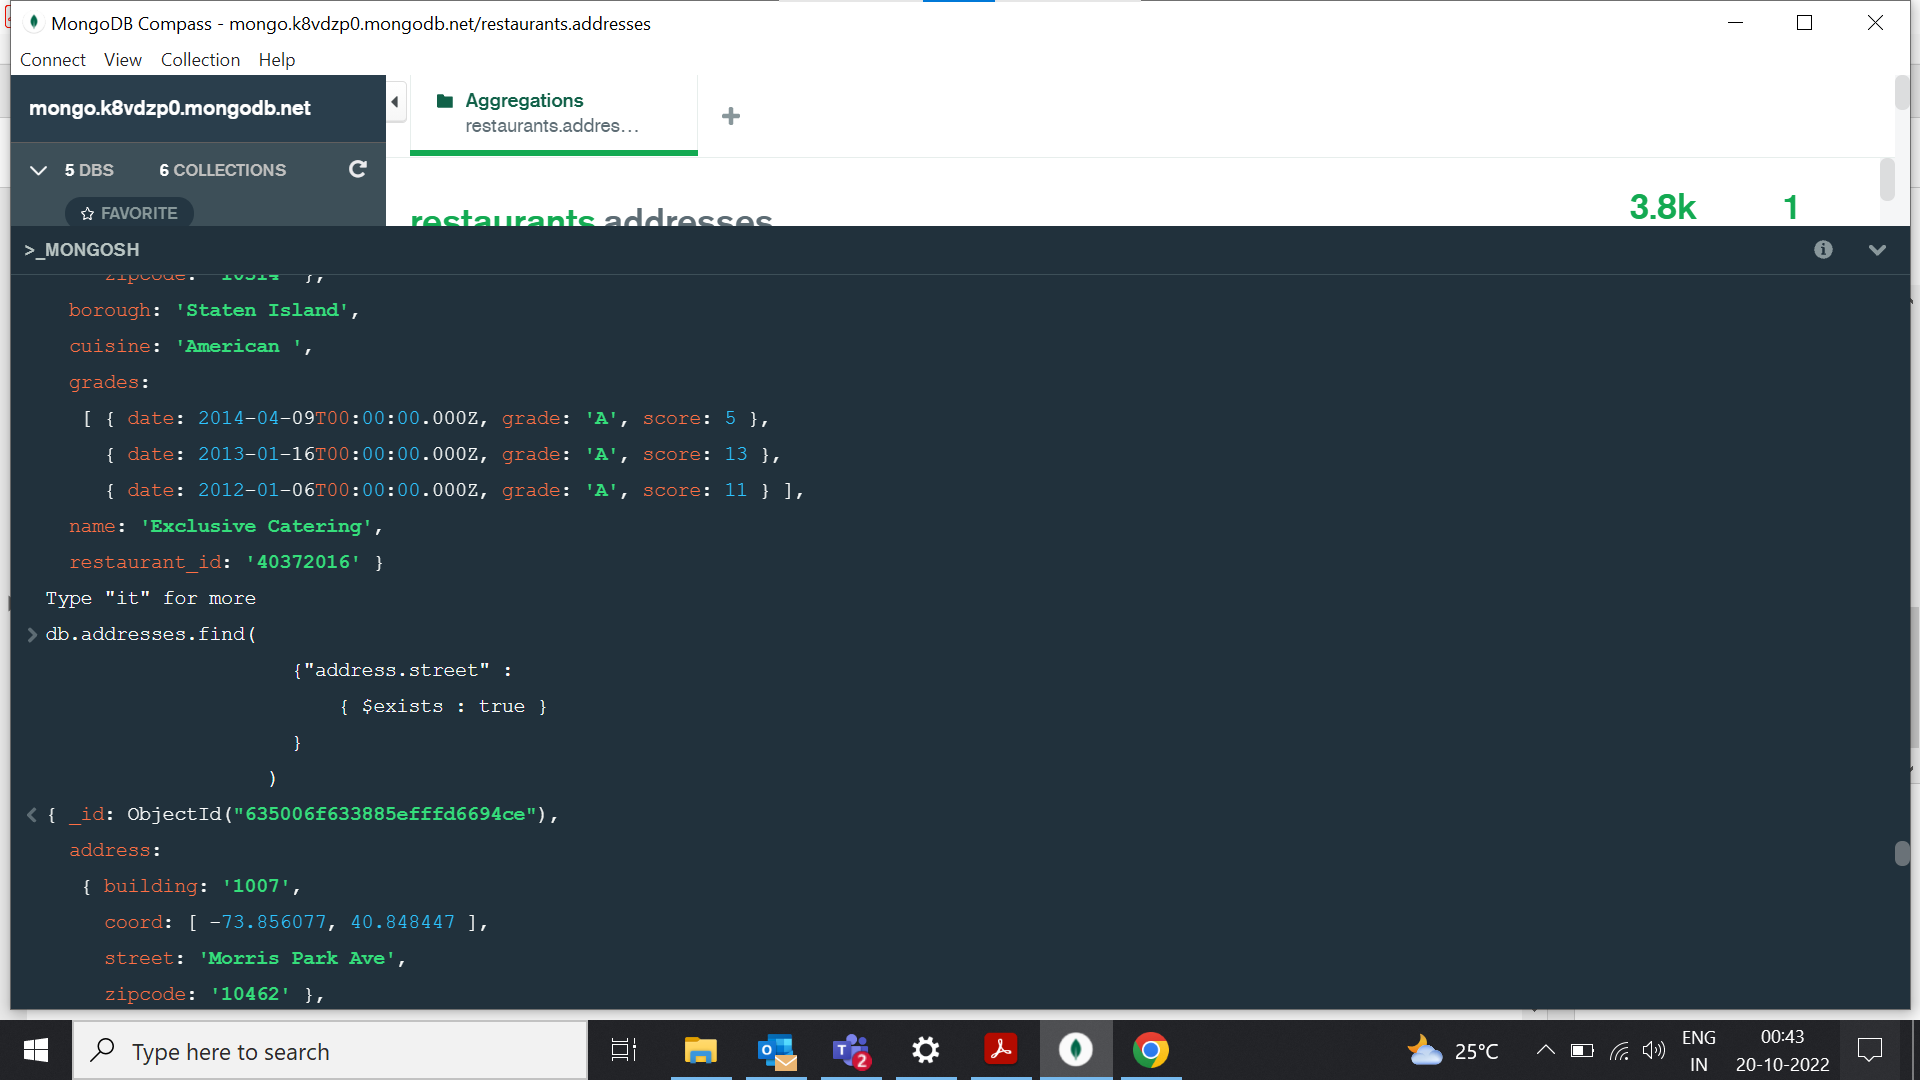 MongoDB Compass - mongo.k8vdzp0.mongodb.net/restaurants.addresses
Connect View Collection Help
mongo.k8vdzp0.mongodb.net
Aggregations
restaurants.addres...
5 DBS 6 COLLECTIONS
FAVORITE
restaurants.addresses
3.8k 1
>_MONGOSH
zipcode: '10314' },
borough: 'Staten Island',
cuisine: 'American ',
grades:
[ { date: 2014-04-09T00:00:00.000Z, grade: 'A', score: 5 },
{ date: 2013-01-16T00:00:00.000Z, grade: 'A', score: 13 },
{ date: 2012-01-06T00:00:00.000Z, grade: 'A', score: 11 } ],
name: 'Exclusive Catering',
restaurant_id: '40372016' }
Type "it" for more
> db.addresses.find(
{"address.street" :
{ $exists : true }
}
)
< { _id: ObjectId("635006f633885efffd6694ce"),
address:
{ building: '1007',
coord: [ -73.856077, 40.848447 ],
street: 'Morris Park Ave',
zipcode: '10462' },
Type here to search
2
25°C
ENG
IN
00:43
20-10-2022